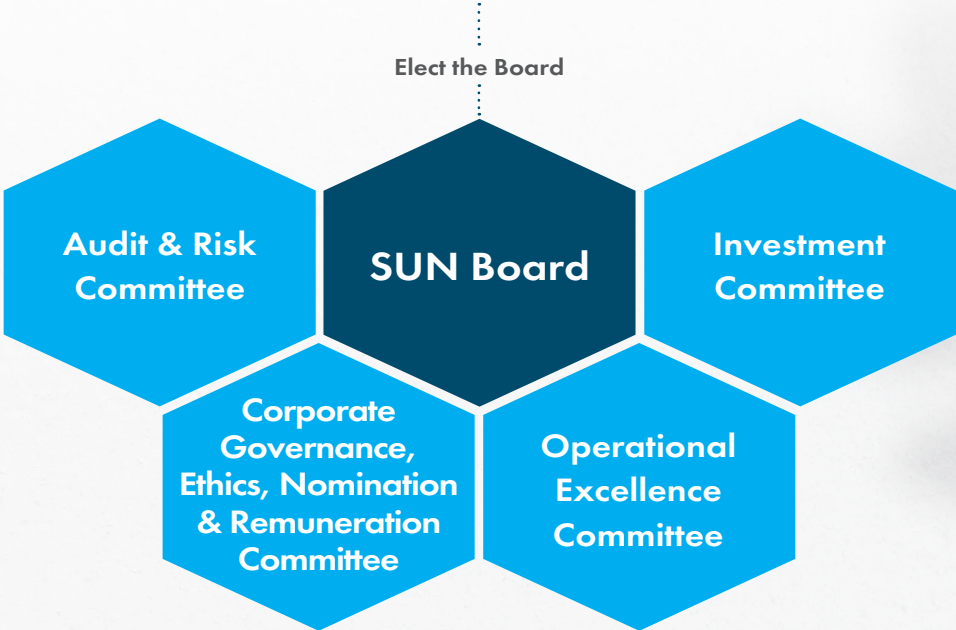 Elect the Board
Audit & Risk
Committee
SUN Board
Investment
Committee
Corporate
Governance,
Ethics, Nomination
& Remuneration
Committee
Operational
Excellence
Committee